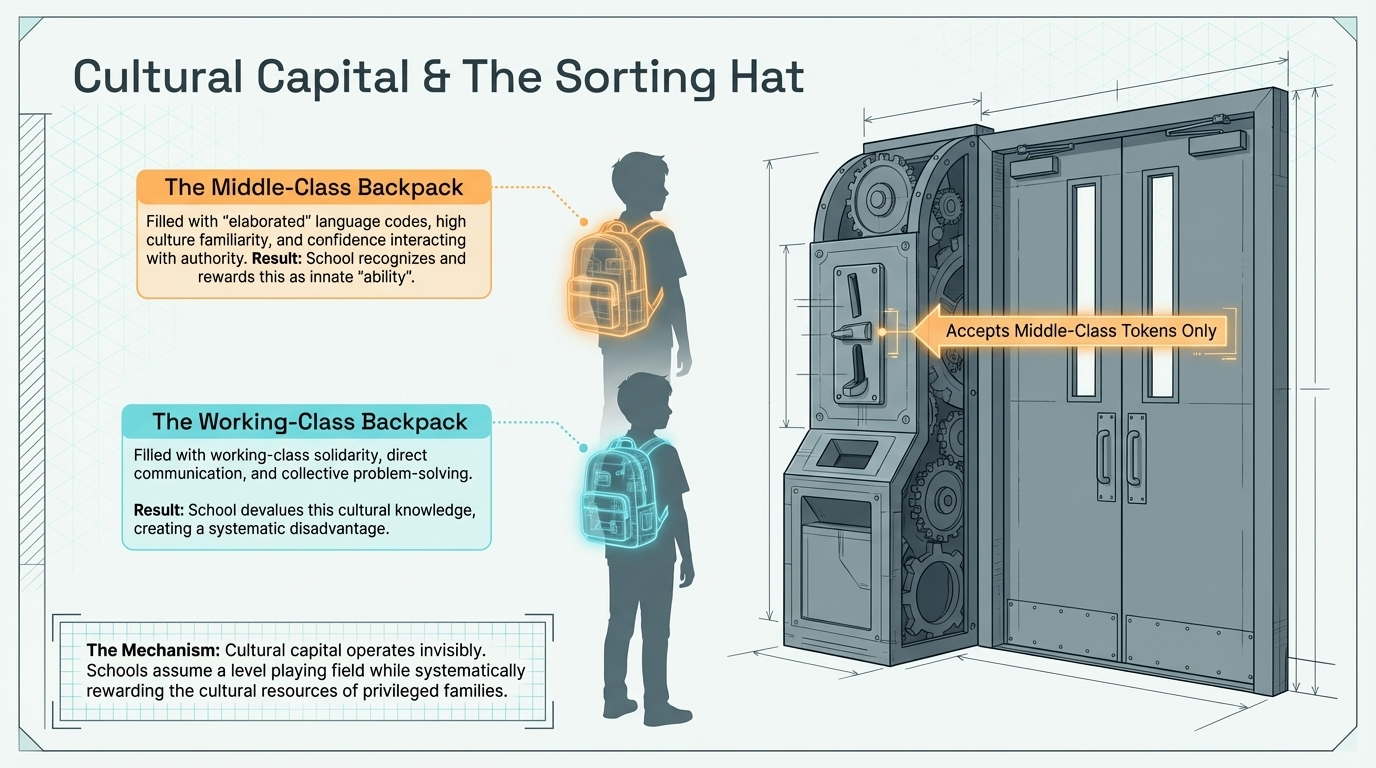 Cultural Capital & The Sorting Hat
The Middle-Class Backpack
Filled with “elaborated” language codes, high
culture familiarity, and confidence interacting
with authority. Result: School recognizes and
rewards this as innate “ability”.
The Working-Class Backpack
Filled with working-class solidarity, direct
communication, and collective problem-solving.
Result: School devalues this cultural knowledge,
creating a systematic disadvantage.
The Mechanism: Cultural capital operates invisibly.
Schools assume a level playing field while systematically
rewarding the cultural resources of privileged families.
Accepts Middle-Class Tokens Only